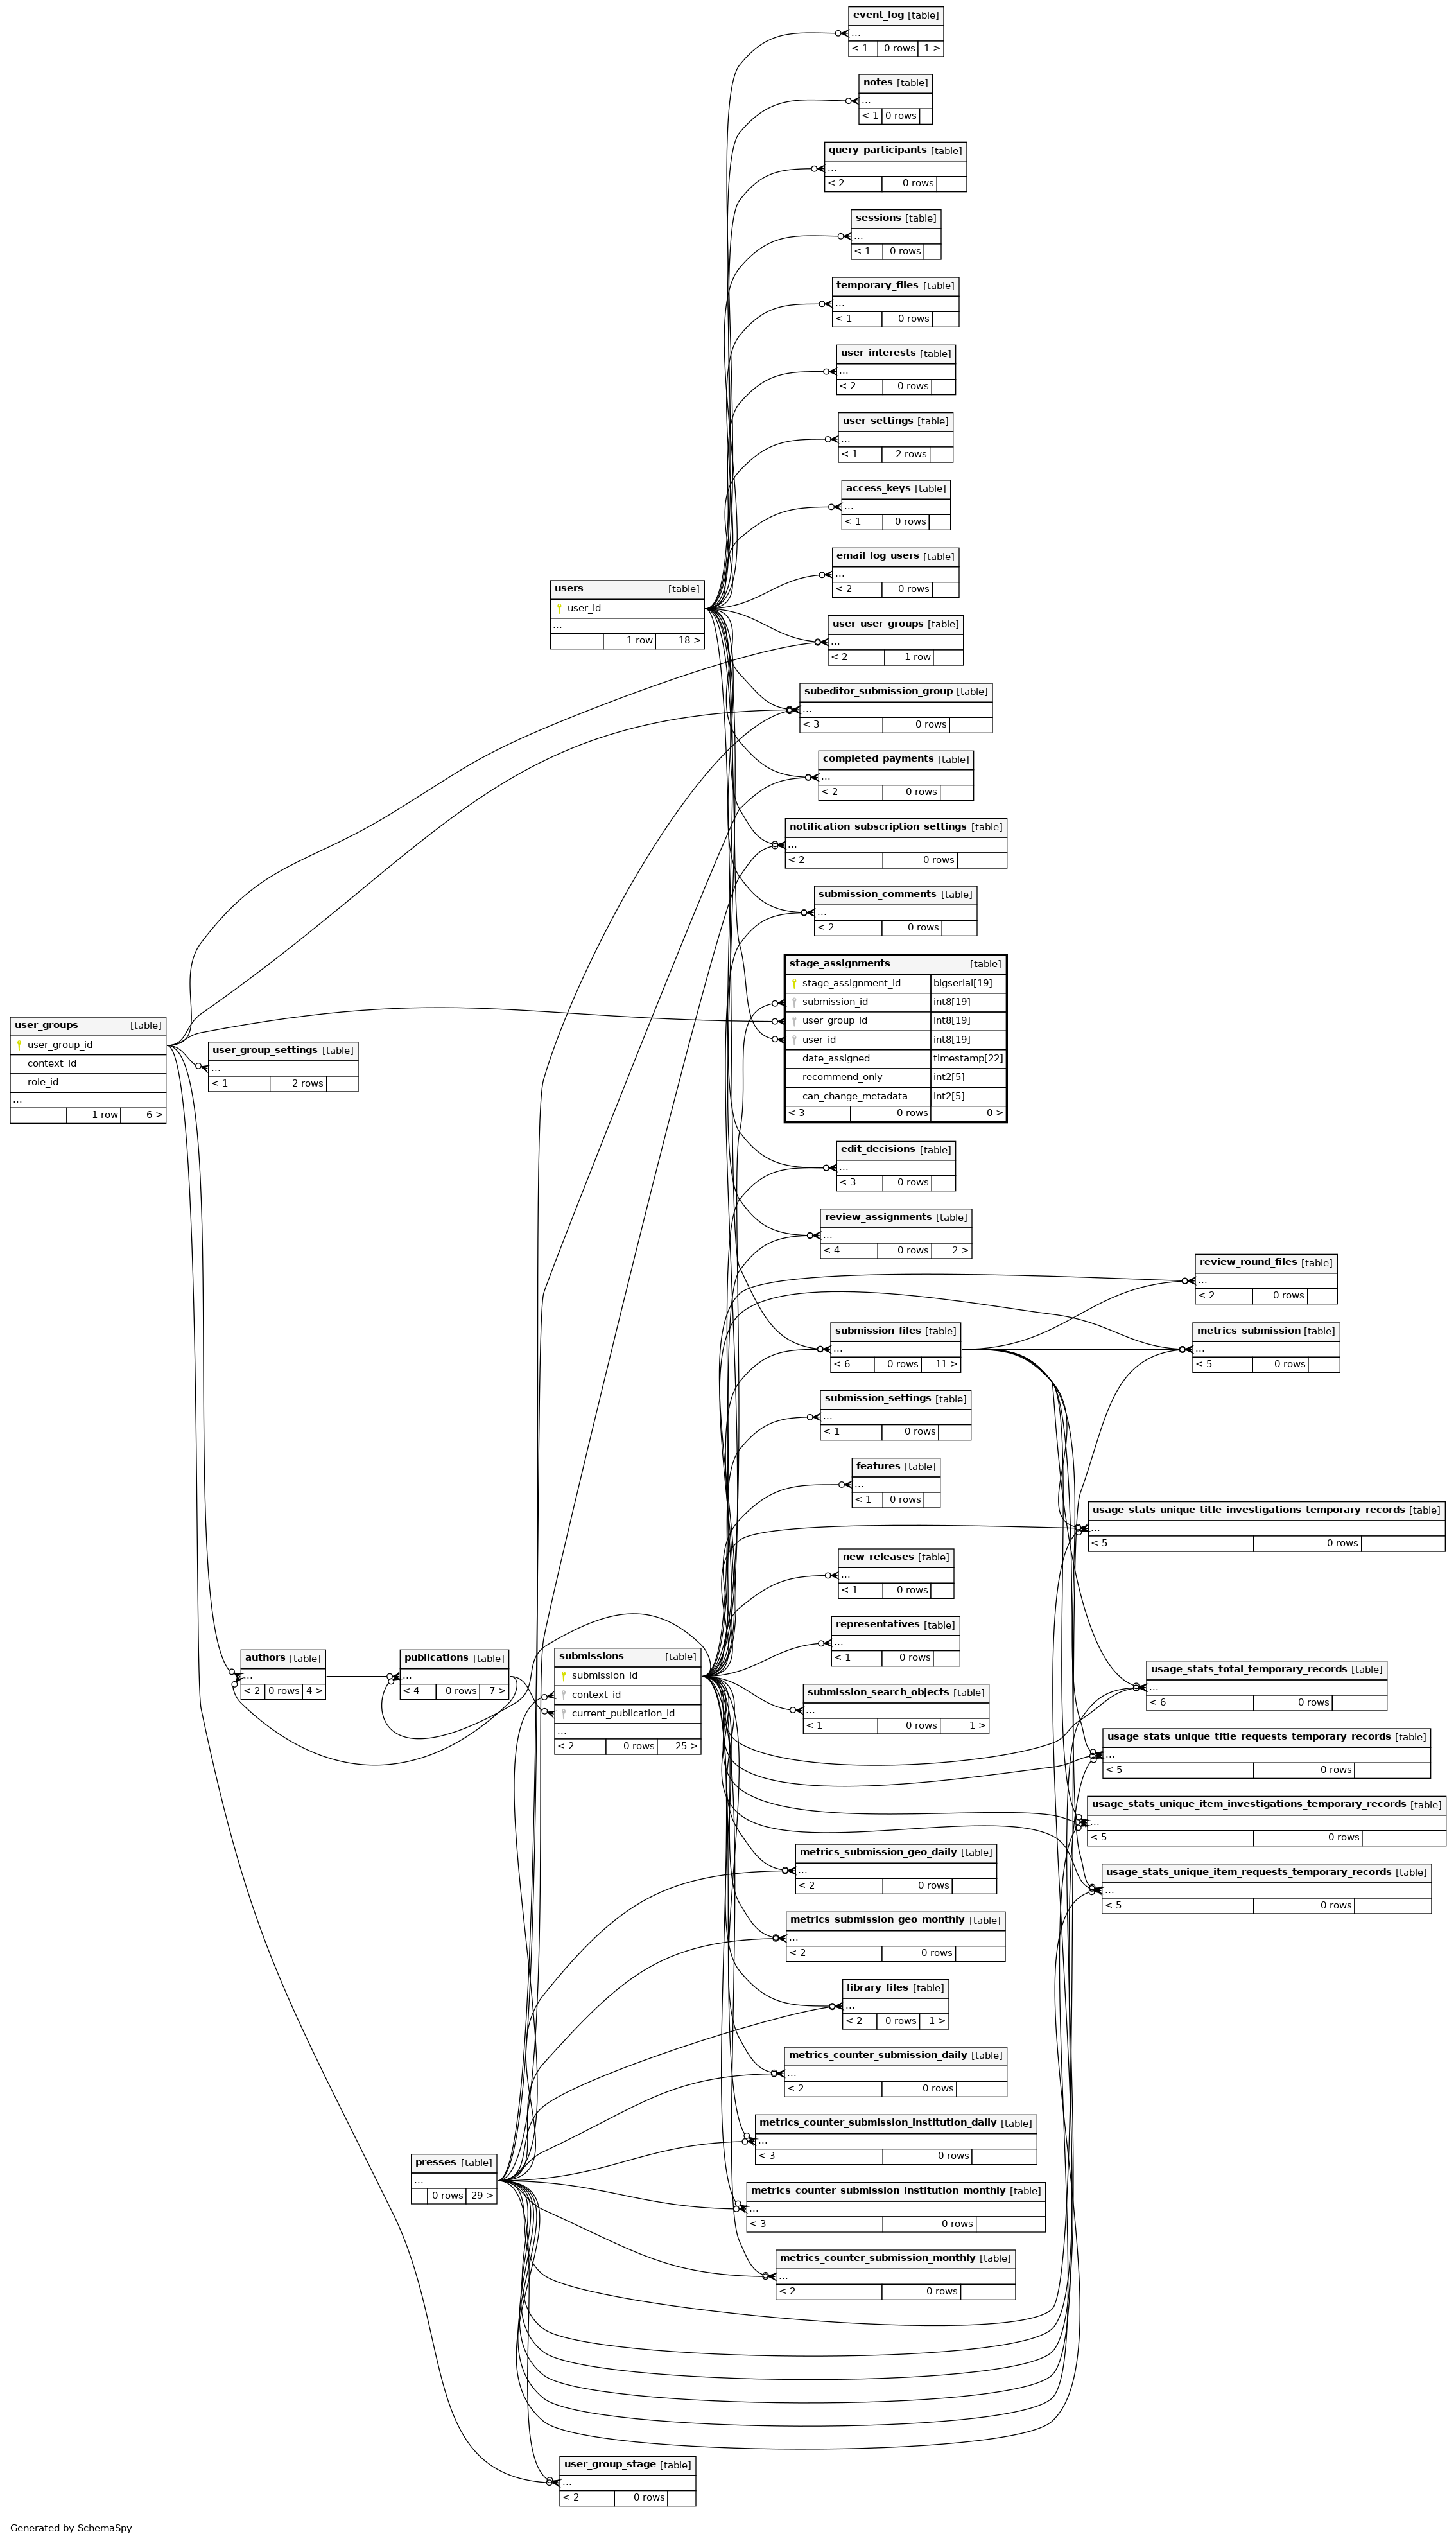 event_log [table]
...
< 1 0 rows 1 >
notes [table]
...
< 1 0 rows
query_participants [table]
...
< 2 0 rows
sessions [table]
...
< 1 0 rows
temporary_files [table]
...
< 1 0 rows
user_interests [table]
...
< 2 0 rows
user_settings [table]
...
< 1 2 rows
access_keys [table]
...
< 1 0 rows
email_log_users [table]
...
< 2 0 rows
users [table]
user_id
...
1 row 18 >
user_user_groups [table]
...
< 2 1 row
subeditor_submission_group [table]
...
< 3 0 rows
completed_payments [table]
...
< 2 0 rows
notification_subscription_settings [table]
...
< 2 0 rows
submission_comments [table]
...
< 2 0 rows
stage_assignments [table]
stage_assignment_id bigserial[19]
submission_id int8[19]
user_group_id int8[19]
user_id int8[19]
date_assigned timestamp[22]
recommend_only int2[5]
can_change_metadata int2[5]
< 3 0 rows 0 >
user_groups [table]
user_group_id
context_id
role_id
...
1 row 6 >
user_group_settings [table]
...
< 1 2 rows
edit_decisions [table]
...
< 3 0 rows
review_assignments [table]
...
< 4 0 rows 2 >
review_round_files [table]
...
< 2 0 rows
submission_files [table]
...
< 6 0 rows 11 >
metrics_submission [table]
...
< 5 0 rows
submission_settings [table]
...
< 1 0 rows
features [table]
...
< 1 0 rows
usage_stats_unique_title_investigations_temporary_records [table]
...
< 5 0 rows
new_releases [table]
...
< 1 0 rows
representatives [table]
...
< 1 0 rows
authors [table]
...
< 2 0 rows 4 >
publications [table]
...
< 4 0 rows 7 >
submissions [table]
submission_id
context_id
current_publication_id
...
< 2 0 rows 25 >
usage_stats_total_temporary_records [table]
...
< 6 0 rows
submission_search_objects [table]
...
< 1 0 rows 1 >
usage_stats_unique_title_requests_temporary_records [table]
...
< 5 0 rows
usage_stats_unique_item_investigations_temporary_records [table]
...
< 5 0 rows
metrics_submission_geo_daily [table]
...
< 2 0 rows
usage_stats_unique_item_requests_temporary_records [table]
...
< 5 0 rows
metrics_submission_geo_monthly [table]
...
< 2 0 rows
library_files [table]
...
< 2 0 rows 1 >
metrics_counter_submission_daily [table]
...
< 2 0 rows
metrics_counter_submission_institution_daily [table]
...
< 3 0 rows
presses [table]
...
0 rows 29 >
metrics_counter_submission_institution_monthly [table]
...
< 3 0 rows
metrics_counter_submission_monthly [table]
...
< 2 0 rows
user_group_stage [table]
...
< 2 0 rows
Generated by SchemaSpy